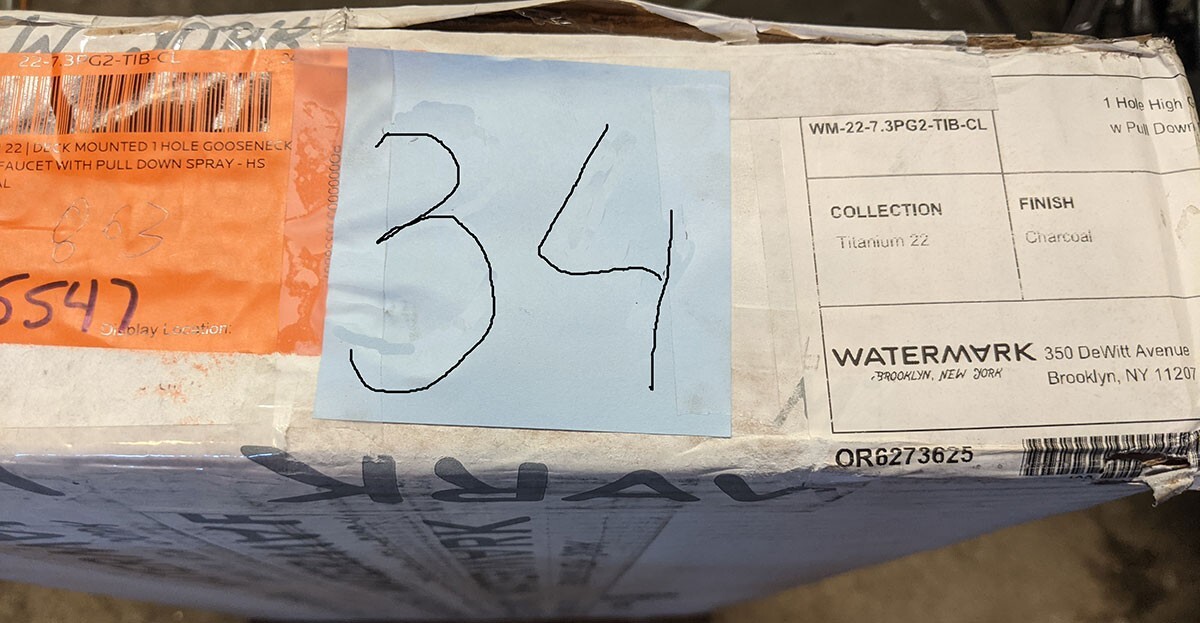 22-7.3PG2-TIB-CL
22 | DECK MOUNTED 1 HOLE GOOSENECK
FAUCET WITH PULL DOWN SPRAY - HS
AL
863
5547
Display Location:
34
1 Hole High
w Pull Down
WM-22-7.3PG2-TIB-CL
COLLECTION
Titanium 22
FINISH
Charcoal
WATERMARK
BROOKLYN, NEW YORK
350 DeWitt Avenue
Brooklyn, NY 11207
OR6273625